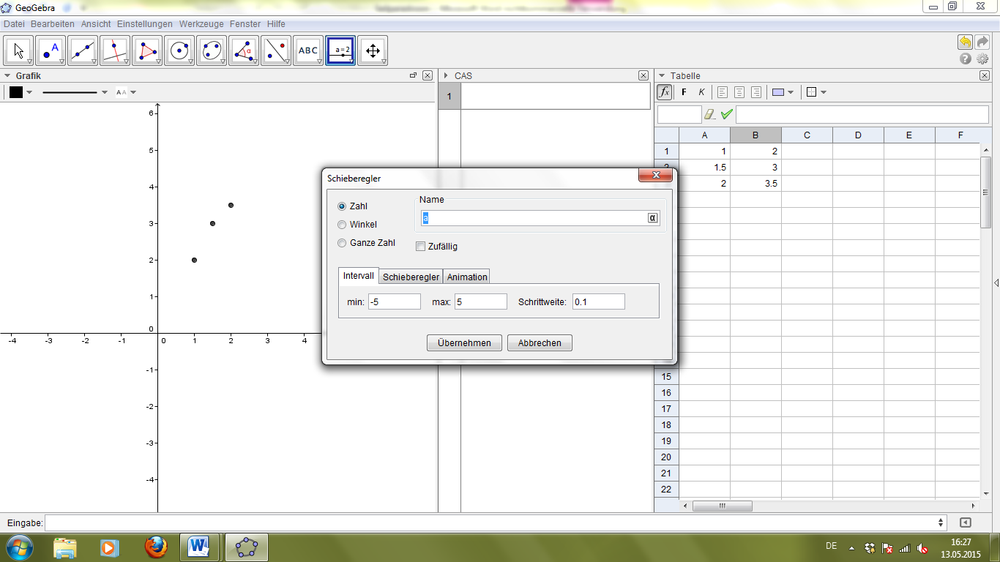 GeoGebra
Datei Bearbeiten Ansicht Einstellungen Werkzeuge Fenster Hilfe
A
α
ABC
a=2
Grafik
CAS
Tabelle
A A
1
fx F K
A B C D E F
1 1 2
1.5 3
2 3.5
15
16
17
18
19
20
21
22
6
5
4
3
2
1
0
-4 -3 -2 -1 0 1 2 3 4
-1
-2
-3
-4
Schieberegler
Zahl
Winkel
Ganze Zahl
Name
a
α
Zufällig
Intervall Schieberegler Animation
min: -5 max: 5 Schrittweite: 0.1
Übernehmen Abbrechen
Eingabe:
DE
16:27
13.05.2015